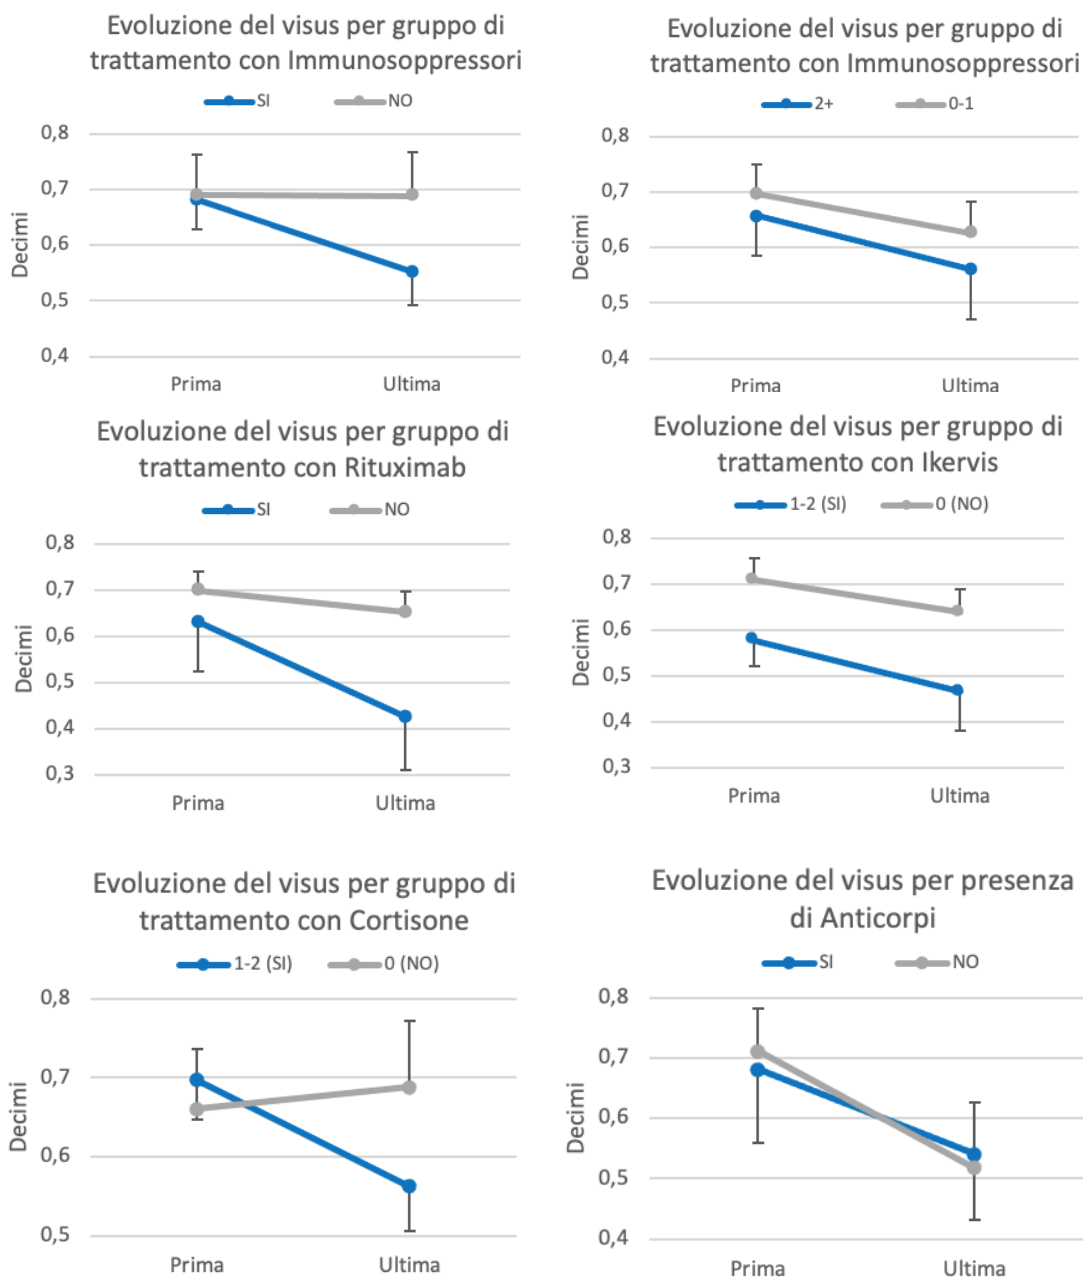 Evoluzione del visus per gruppo di
trattamento con Immunosoppressori
SI NO
0,8
0,7
0,6
0,5
0,4
Decimi
Prima Ultima
Evoluzione del visus per gruppo di
trattamento con Immunosoppressori
2+ 0-1
0,8
0,7
0,6
0,5
0,4
Decimi
Prima Ultima
Evoluzione del visus per gruppo di
trattamento con Rituximab
SI NO
0,8
0,7
0,6
0,5
0,4
0,3
Decimi
Prima Ultima
Evoluzione del visus per gruppo di
trattamento con Ikervis
1-2 (SI) 0 (NO)
0,8
0,7
0,6
0,5
0,4
0,3
Decimi
Prima Ultima
Evoluzione del visus per gruppo di
trattamento con Cortisone
1-2 (SI) 0 (NO)
0,8
0,7
0,6
0,5
Decimi
Prima Ultima
Evoluzione del visus per presenza
di Anticorpi
SI NO
0,8
0,7
0,6
0,5
0,4
Decimi
Prima Ultima